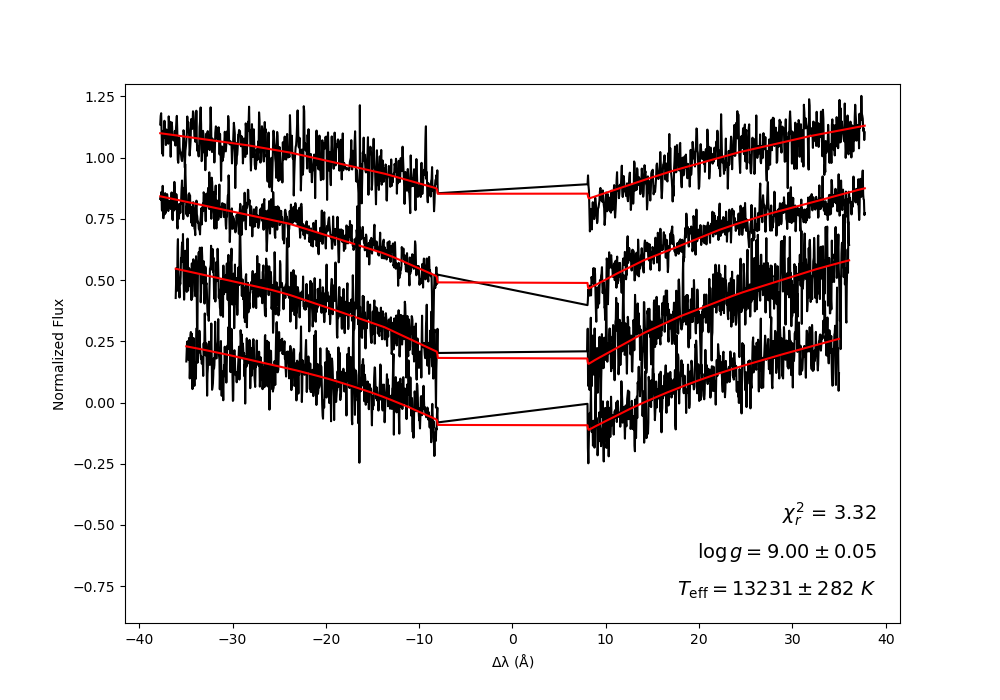 1.25
1.00
0.75
0.50
0.25
0.00
−0.25
−0.50
−0.75
Normalized Flux
χ²ᵣ = 3.32
log g = 9.00 ± 0.05
T_eff = 13231 ± 282 K
−40 −30 −20 −10 0 10 20 30 40
Δλ (Å)